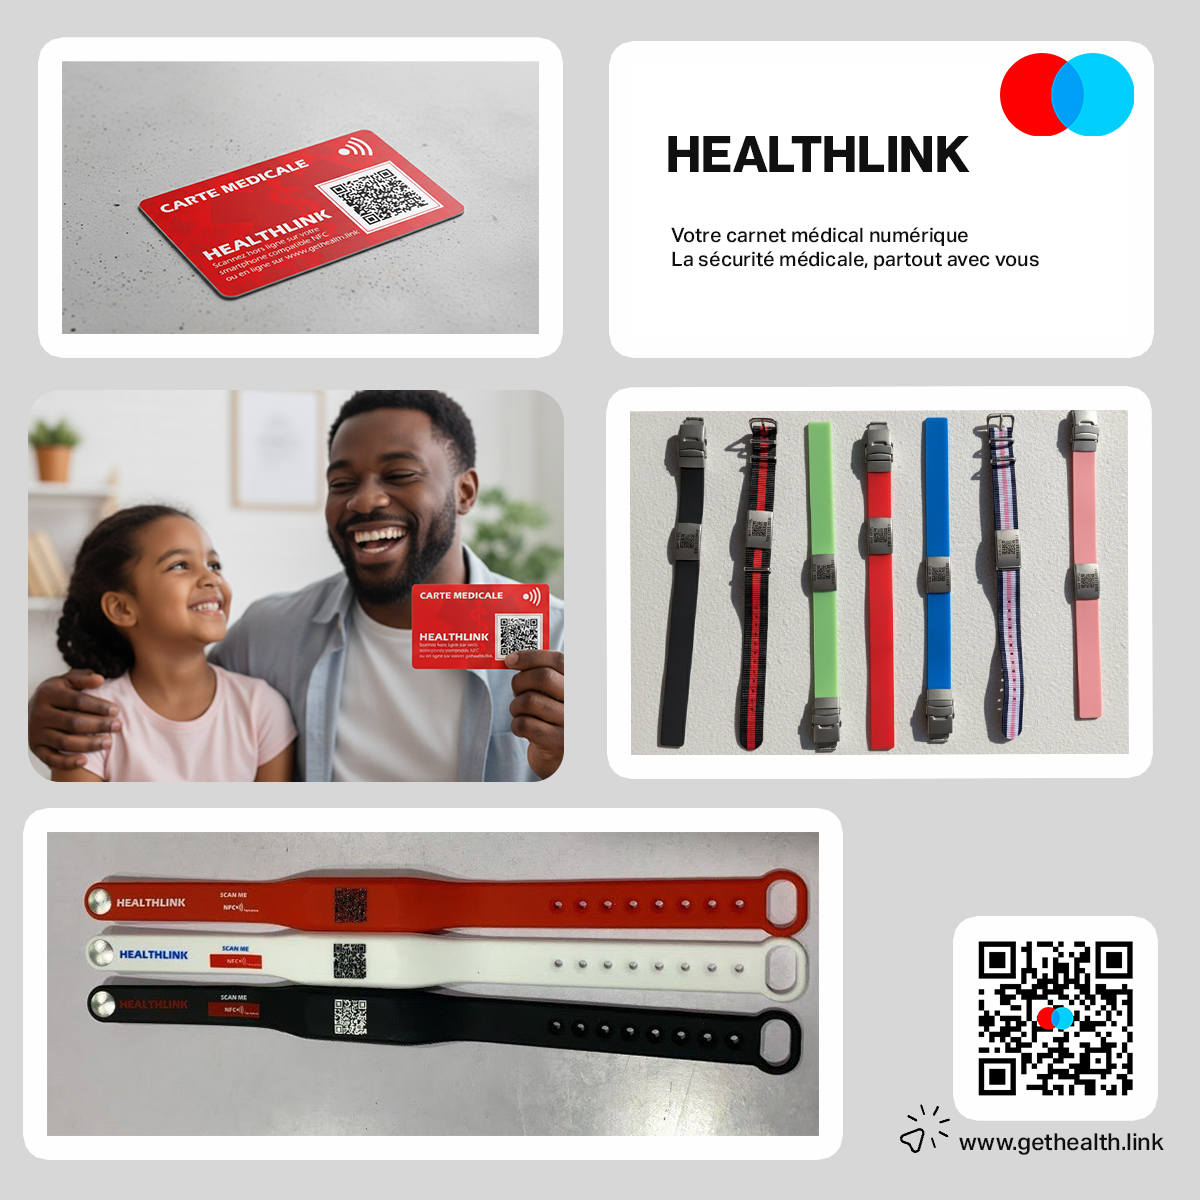 CARTE MEDICALE
HEALTHLINK
Scannez hors ligne sur votre
smartphone compatible NFC
ou en ligne sur www.gethealth.link
HEALTHLINK
Votre carnet médical numérique
La sécurité médicale, partout avec vous
CARTE MEDICALE
HEALTHLINK
HEALTHLINK
SCAN ME
NFC
HEALTHLINK
SCAN ME
NFC
HEALTHLINK
SCAN ME
NFC
www.gethealth.link